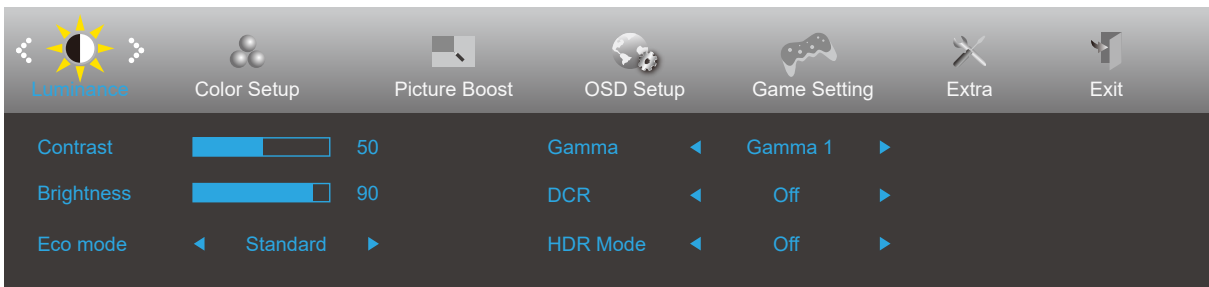 Luminance Color Setup Picture Boost OSD Setup Game Setting Extra Exit
Contrast 50 Gamma Gamma 1
Brightness 90 DCR Off
Eco mode Standard HDR Mode Off